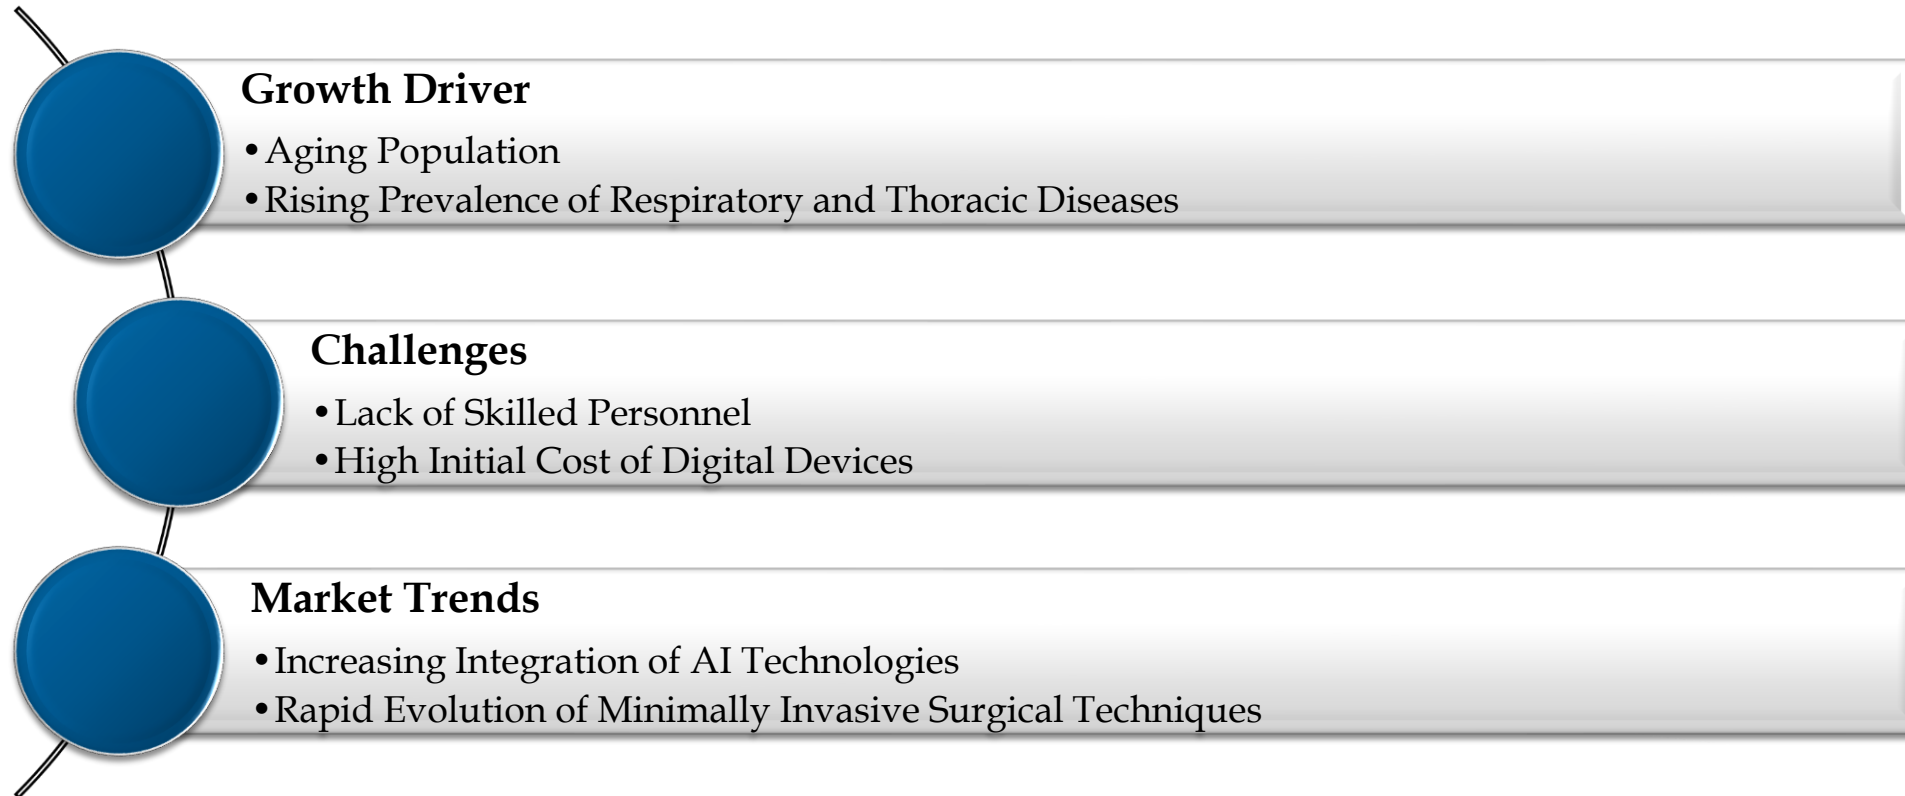 Growth Driver
•Aging Population
•Rising Prevalence of Respiratory and Thoracic Diseases
Challenges
•Lack of Skilled Personnel
•High Initial Cost of Digital Devices
Market Trends
•Increasing Integration of AI Technologies
•Rapid Evolution of Minimally Invasive Surgical Techniques